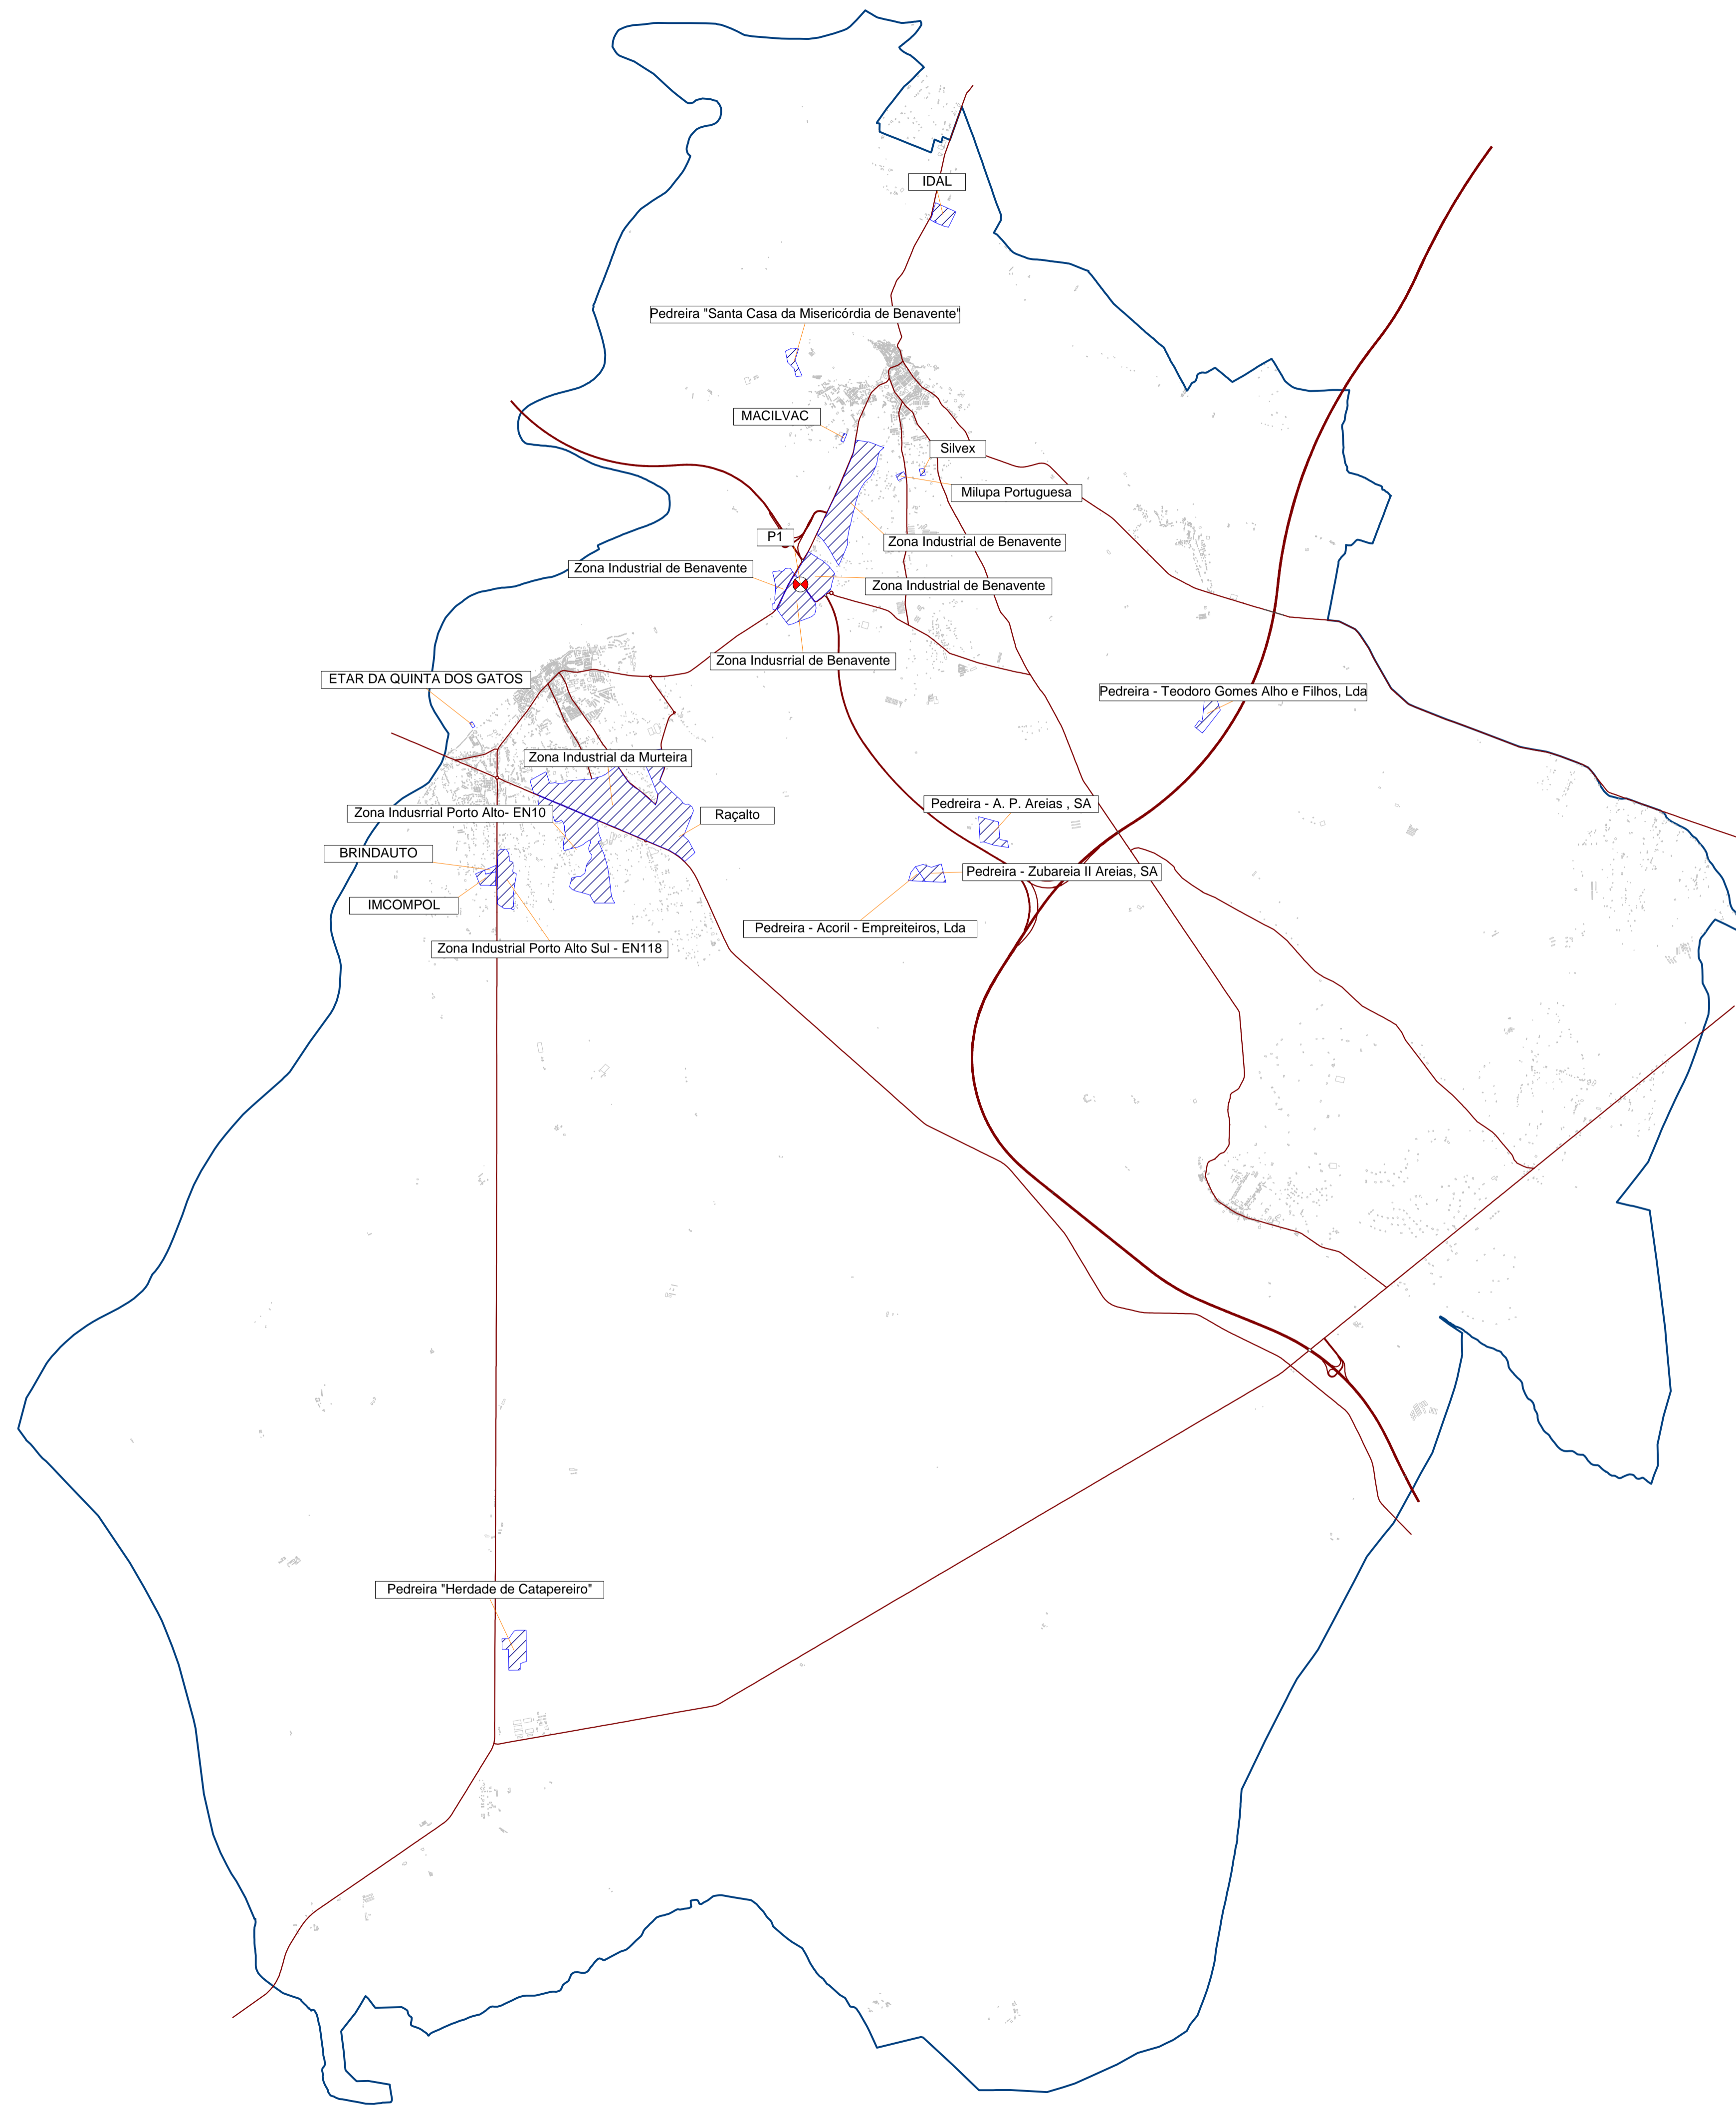 IDAL
Pedreira "Santa Casa da Misericórdia de Benavente"
MACILVAC
Silvex
Milupa Portuguesa
P1
Zona Industrial de Benavente
Zona Industrial de Benavente
Zona Industrial de Benavente
Zona Indusrrial de Benavente
ETAR DA QUINTA DOS GATOS
Pedreira - Teodoro Gomes Alho e Filhos, Lda
Zona Industrial da Murteira
Pedreira - A. P. Areias , SA
Zona Indusrrial Porto Alto- EN10
Raçalto
BRINDAUTO
Pedreira - Zubareia II Areias, SA
IMCOMPOL
Pedreira - Acoril - Empreiteiros, Lda
Zona Industrial Porto Alto Sul - EN118
Pedreira "Herdade de Catapereiro"